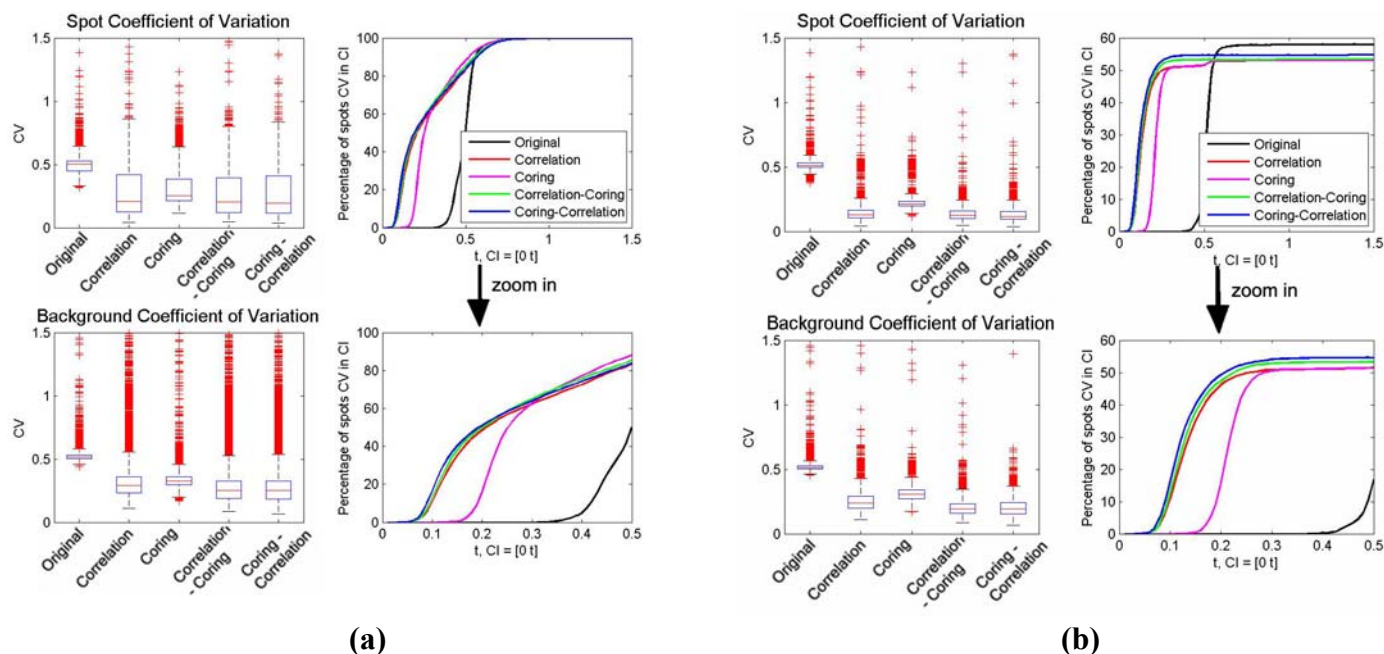 Spot Coefficient of Variation
1.5
1
0.5
0
CV
Original
Correlation
Coring
Correlation
- Coring
Coring -
Correlation
100
80
60
40
20
0
Percentage of spots CV in CI
Original
Correlation
Coring
Correlation-Coring
Coring-Correlation
0
0.5
1
1.5
t, CI = [0 t]
zoom in
Background Coefficient of Variation
1.5
1
0.5
0
CV
Original
Correlation
Coring
Correlation
- Coring
Coring -
Correlation
100
80
60
40
20
0
Percentage of spots CV in CI
0
0.1
0.2
0.3
0.4
0.5
t, CI = [0 t]
(a)
Spot Coefficient of Variation
1.5
1
0.5
0
CV
Original
Correlation
Coring
Correlation
- Coring
Coring -
Correlation
60
50
40
30
20
10
0
Percentage of spots CV in CI
Original
Correlation
Coring
Correlation-Coring
Coring-Correlation
0
0.5
1
1.5
t, CI = [0 t]
zoom in
Background Coefficient of Variation
1.5
1
0.5
0
CV
Original
Correlation
Coring
Correlation
- Coring
Coring -
Correlation
60
50
40
30
20
10
0
Percentage of spots CV in CI
0
0.1
0.2
0.3
0.4
0.5
t, CI = [0 t]
(b)